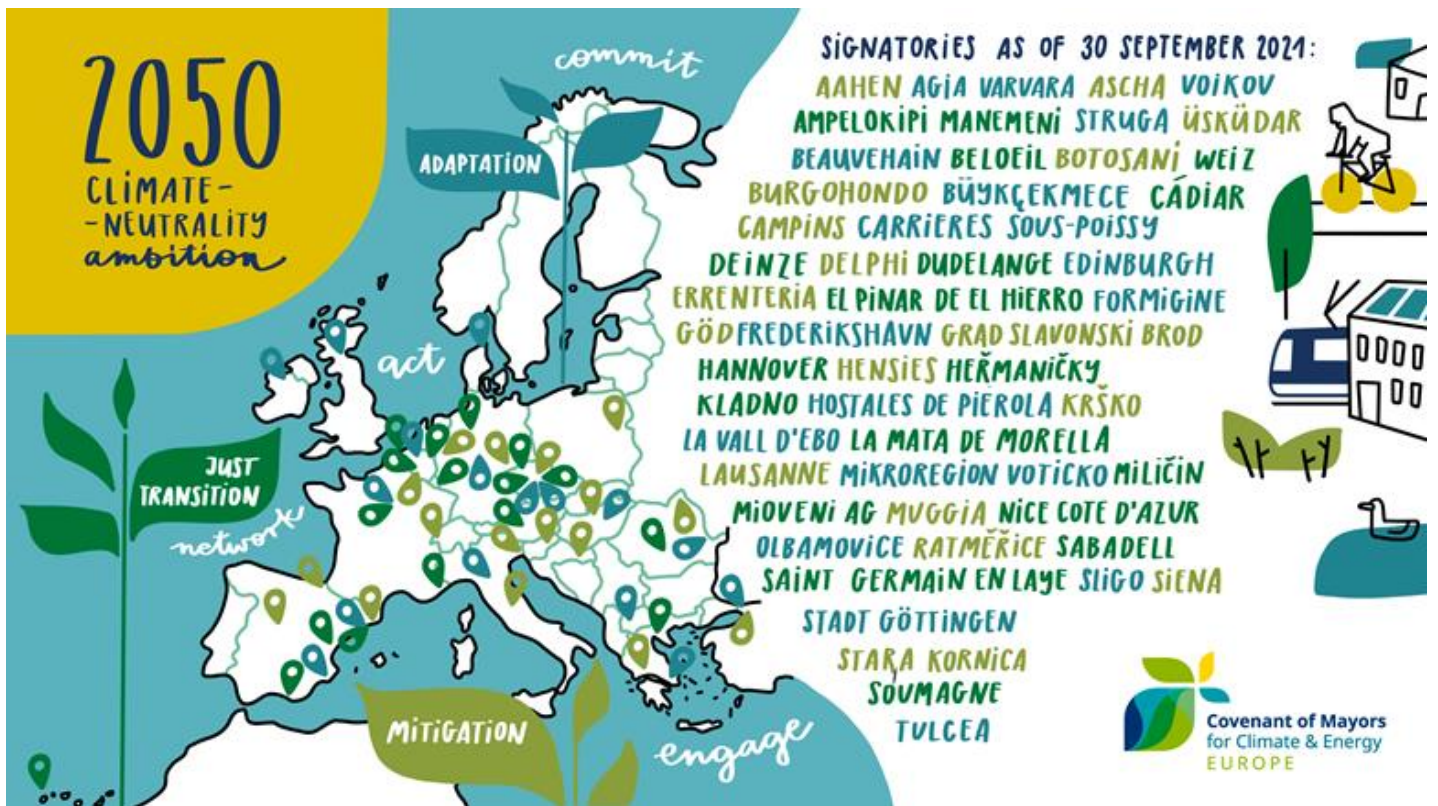 2050
CLIMATE-
-NEUTRALITY
ambition
commit
ADAPTATION
act
JUST
TRANSITION
network
MITIGATION
engage
SIGNATORIES AS OF 30 SEPTEMBER 2021:
AAHEN AGIA VARVARA ASCHA VOIKOV
AMPELOKIPI MANEMENI STRUGA ÜSKÜDAR
BEAUVEHAIN BELOEIL BOTOSANI WEIZ
BURGOHONDO BÜYKÇEKMECE CÁDIAR
CAMPINS CARRIERES SOUS-POISSY
DEINZE DELPHI DUDELANGE EDINBURGH
ERRENTERIA EL PINAR DE EL HIERRO FORMIGINE
GÖD FREDERIKSHAVN GRAD SLAVONSKI BROD
HANNOVER HENSIES HEŘMANIČKY
KLADNO HOSTALES DE PIEROLA KRŠKO
LA VALL D'EBO LA MATA DE MORELLA
LAUSANNE MIKROREGION VOTICKO MILIČIN
MIOVENI AG MUGGIA NICE COTE D'AZUR
OLBAMOVICE RATMĚŘICE SABADELL
SAINT GERMAIN EN LAYE SLIGO SIENA
STADT GÖTTINGEN
STARA KORNICA
SOUMAGNE
TULCEA
Covenant of Mayors
for Climate & Energy
EUROPE